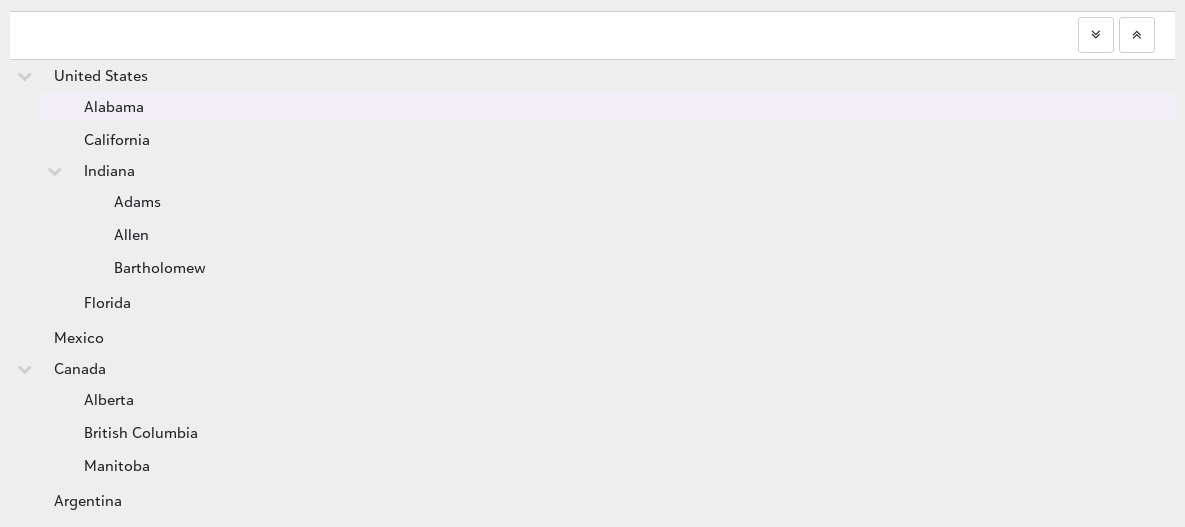 United States
Alabama
California
Indiana
Adams
Allen
Bartholomew
Florida
Mexico
Canada
Alberta
British Columbia
Manitoba
Argentina